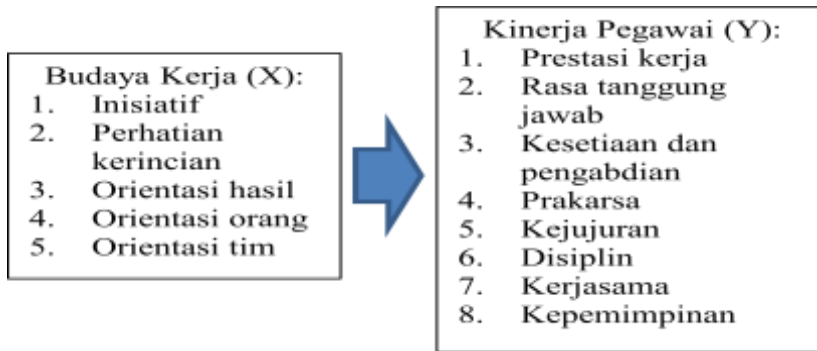 Budaya Kerja (X):
1. Inisiatif
2. Perhatian
kerincian
3. Orientasi hasil
4. Orientasi orang
5. Orientasi tim
Kinerja Pegawai (Y):
1. Prestasi kerja
2. Rasa tanggung
jawab
3. Kesetiaan dan
pengabdian
4. Prakarsa
5. Kejujuran
6. Disiplin
7. Kerjasama
8. Kepemimpinan